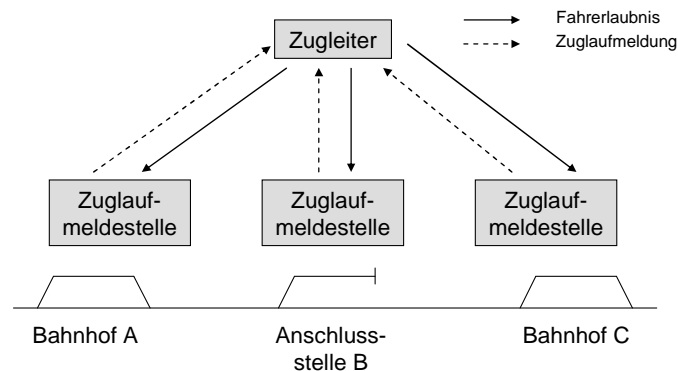 Zugleiter
Fahrerlaubnis
Zuglaufmeldung
Zuglauf-
meldestelle
Zuglauf-
meldestelle
Zuglauf-
meldestelle
Bahnhof A
Anschluss-
stelle B
Bahnhof C